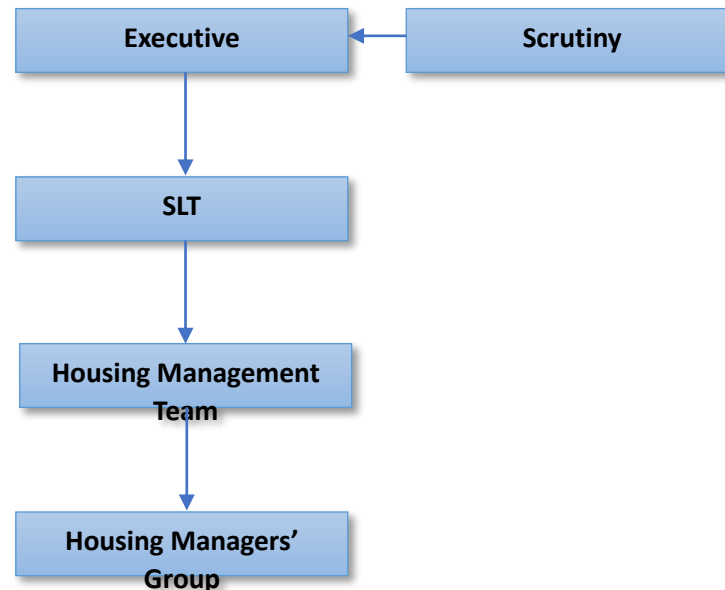 Executive
Scrutiny
SLT
Housing Management
Team
Housing Managers’
Group